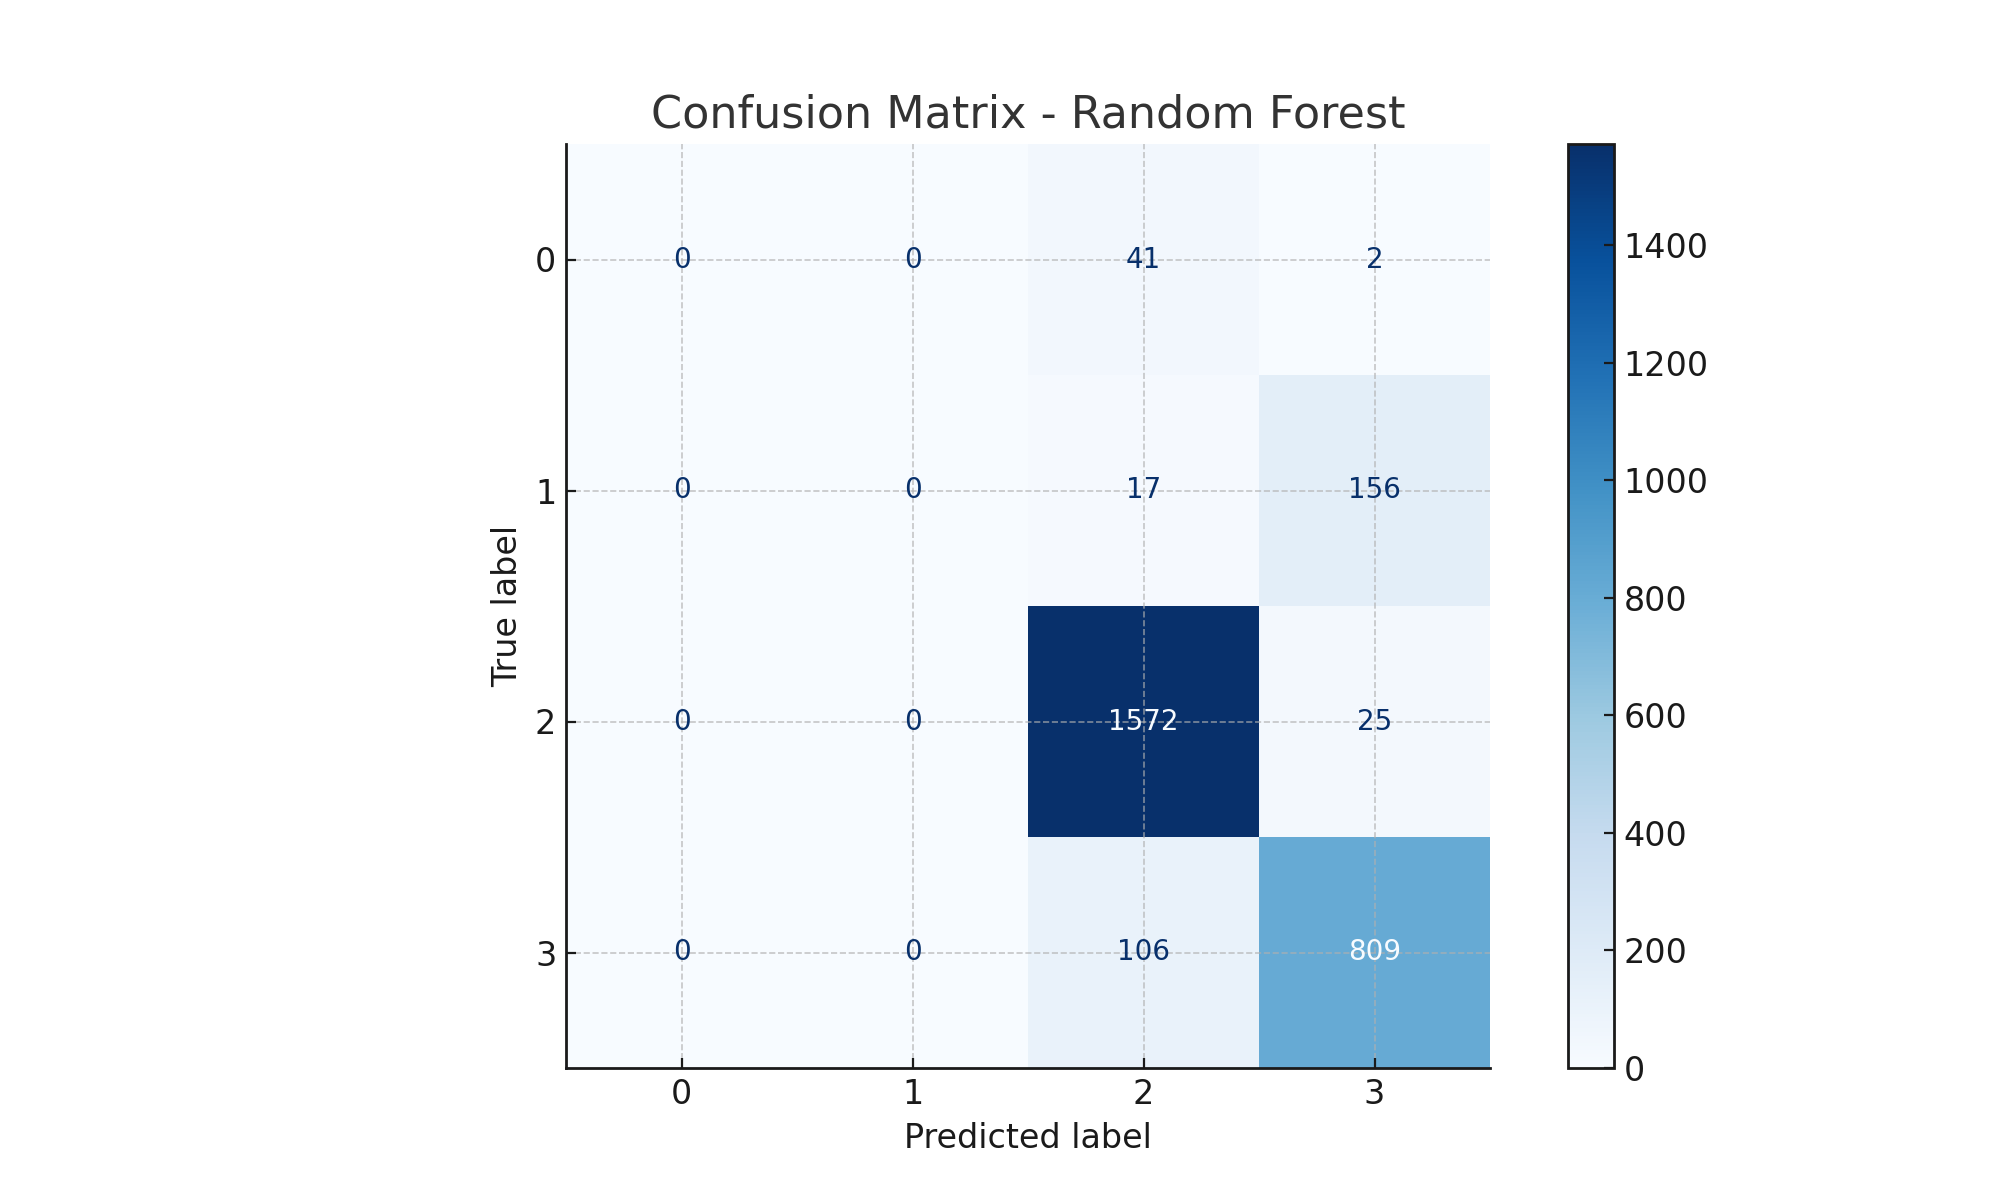 Confusion Matrix - Random Forest
True label
0 0 0 41 2
1 0 0 17 156
2 0 0 1572 25
3 0 0 106 809
0 1 2 3
Predicted label
1400
1200
1000
800
600
400
200
0